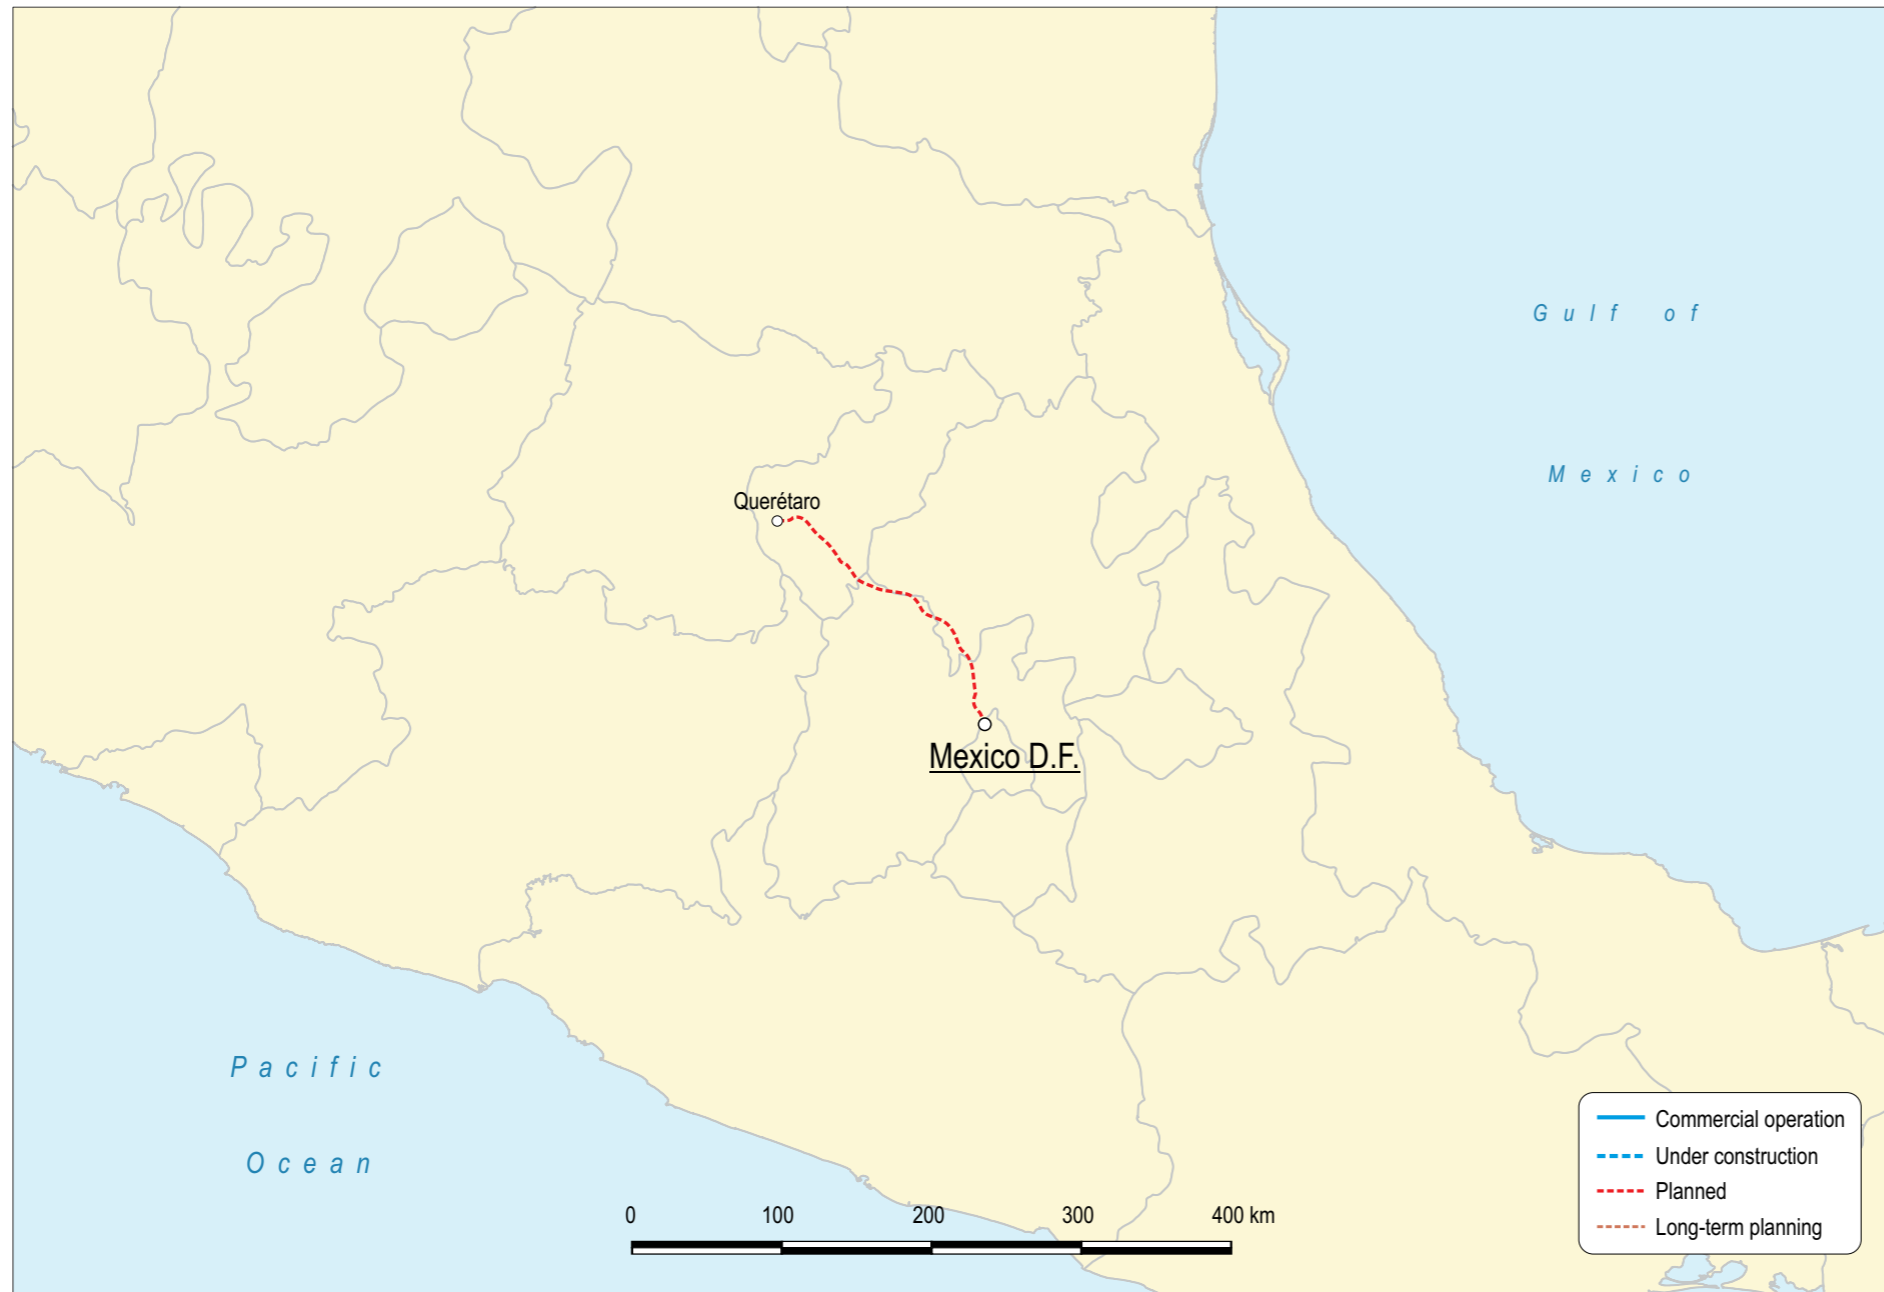 Gulf of
Mexico
Querétaro
Mexico D.F.
Pacific
Ocean
0 100 200 300 400 km
Commercial operation
Under construction
Planned
Long-term planning